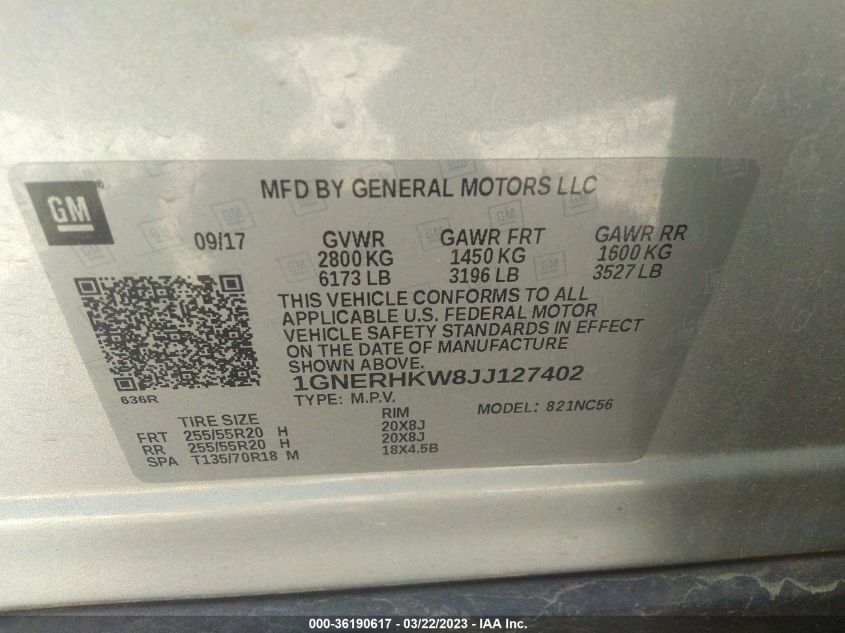 GM
MFD BY GENERAL MOTORS LLC
09/17 GVWR GAWR FRT GAWR RR
2800 KG 1450 KG 1600 KG
6173 LB 3196 LB 3527 LB
THIS VEHICLE CONFORMS TO ALL
APPLICABLE U.S. FEDERAL MOTOR
VEHICLE SAFETY STANDARDS IN EFFECT
ON THE DATE OF MANUFACTURE
SHOWN ABOVE.
1GNERHKW8JJ127402
636R
TYPE: M.P.V. MODEL: 821NC56
TIRE SIZE RIM
FRT 255/55R20 H 20X8J
RR 255/55R20 H 20X8J
SPA T135/70R18 M 18X4.5B
000-36190617 - 03/22/2023 - IAA Inc.